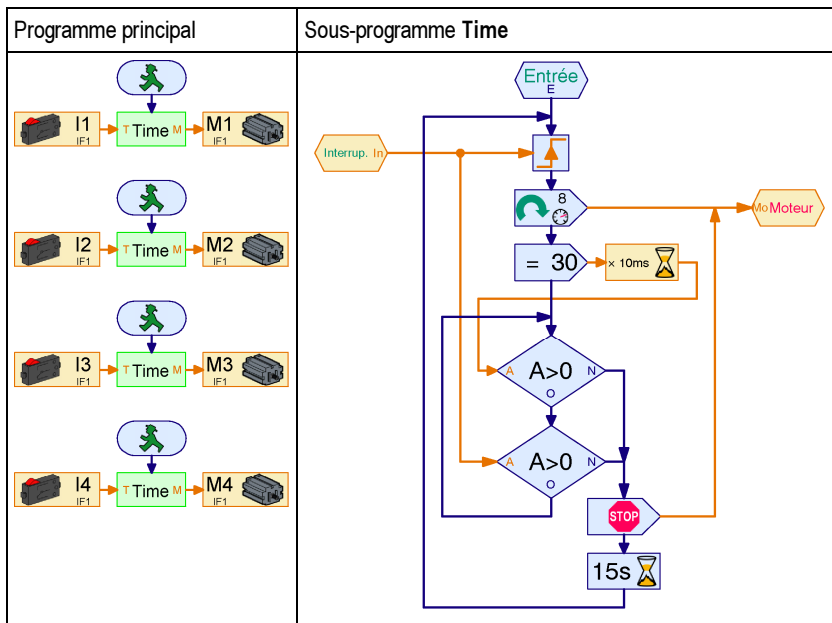 Programme principal
Sous-programme Time
I1
IF1
T Time M
M1
IF1
I2
IF1
T Time M
M2
IF1
I3
IF1
T Time M
M3
IF1
I4
IF1
T Time M
M4
IF1
Entrée
E
Interrup. In
8
Mo Moteur
= 30
× 10ms
A A>0 N
O
A A>0 N
O
STOP
15s